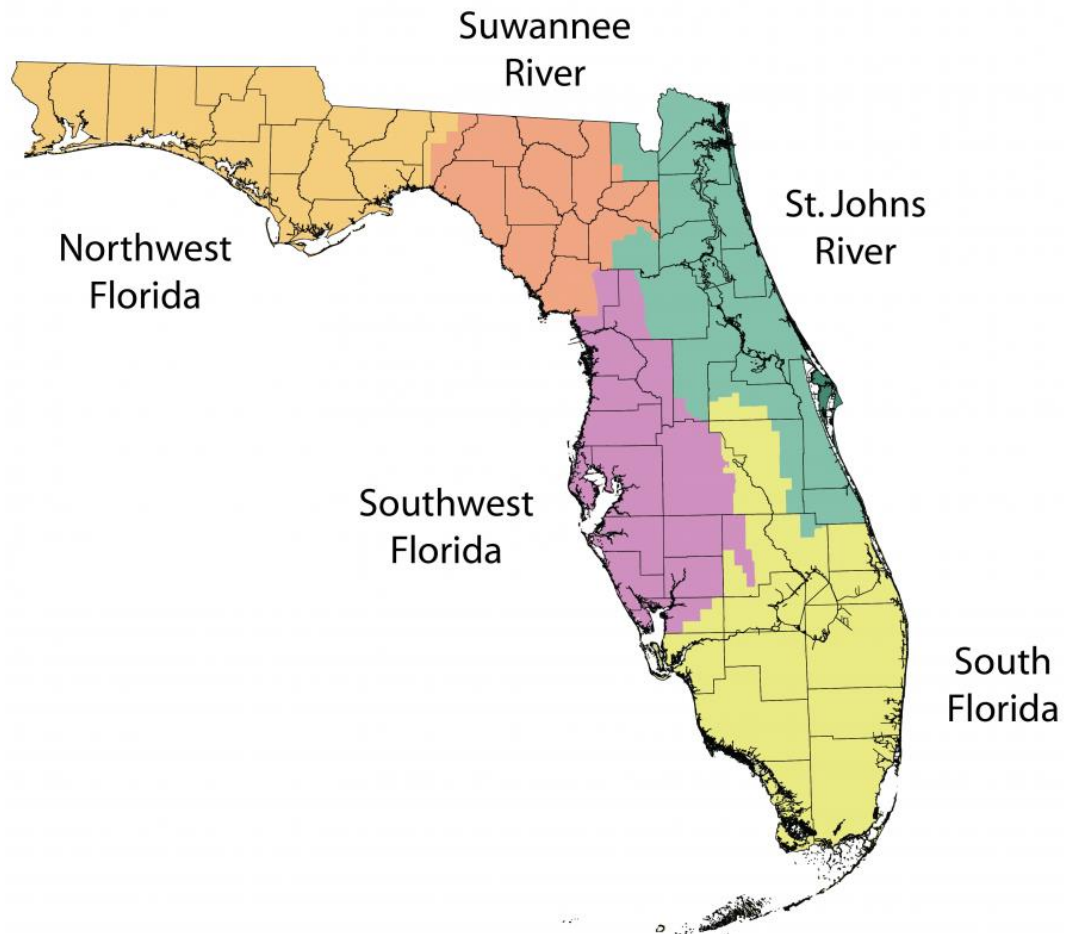 Suwannee
River
St. Johns
River
Northwest
Florida
Southwest
Florida
South
Florida